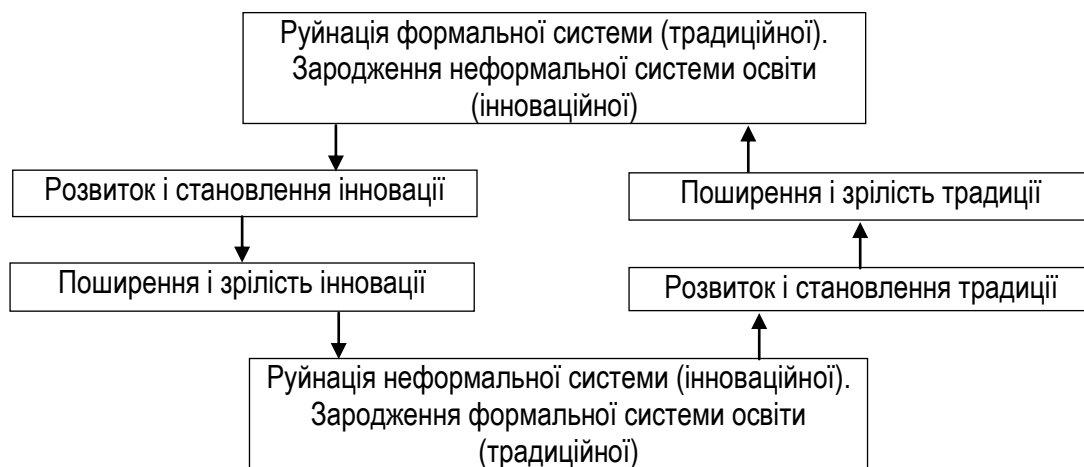 Руйнація формальної системи (традиційної).
Зародження неформальної системи освіти
(інноваційної)
Розвиток і становлення інновації
Поширення і зрілість традиції
Поширення і зрілість інновації
Розвиток і становлення традиції
Руйнація неформальної системи (інноваційної).
Зародження формальної системи освіти
(традиційної)